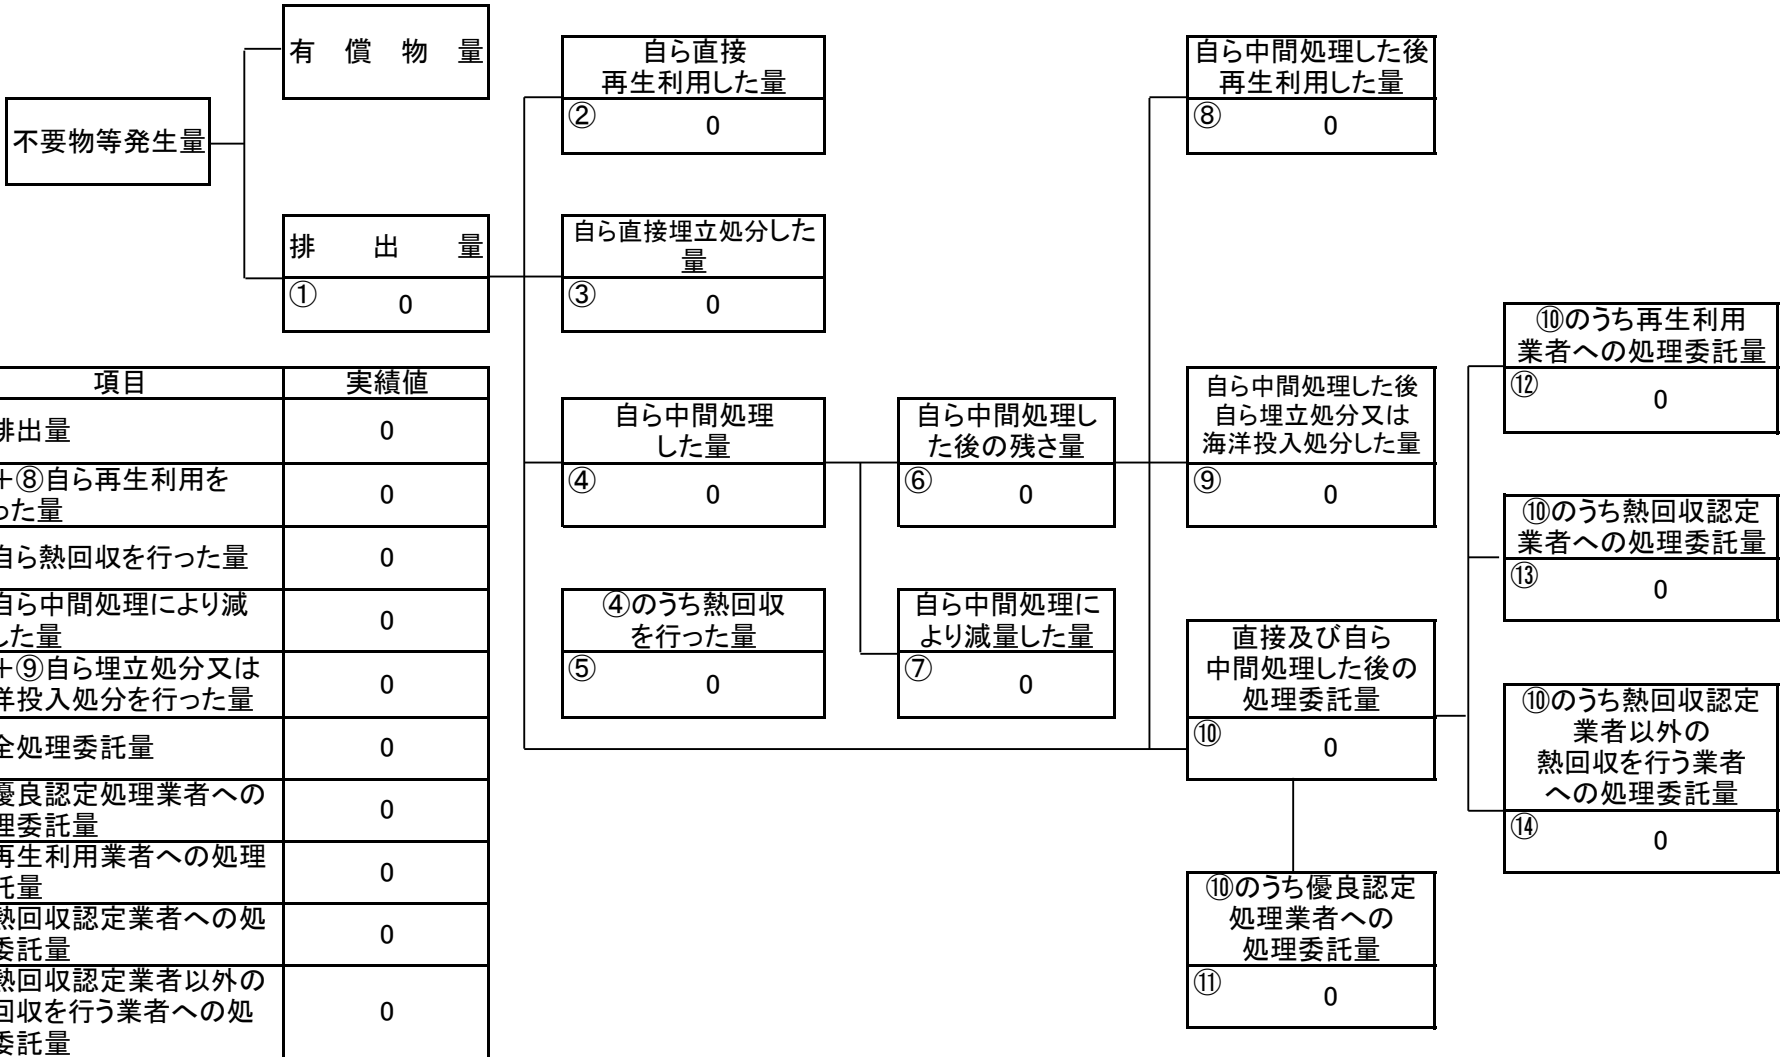 有 償 物 量
不要物等発生量
排 出 量
①
0
自ら直接
再生利用した量
②
0
自ら直接埋立処分した
量
③
0
自ら中間処理
した量
④
0
④のうち熱回収
を行った量
⑤
0
自ら中間処理し
た後の残さ量
⑥
0
自ら中間処理に
より減量した量
⑦
0
自ら中間処理した後
再生利用した量
⑧
0
自ら中間処理した後
自ら埋立処分又は
海洋投入処分した量
⑨
0
直接及び自ら
中間処理した後の
処理委託量
⑩
0
⑩のうち優良認定
処理業者への
処理委託量
⑪
0
⑩のうち再生利用
業者への処理委託量
⑫
0
⑩のうち熱回収認定
業者への処理委託量
⑬
0
⑩のうち熱回収認定
業者以外の
熱回収を行う業者
への処理委託量
⑭
0
項目 実績値
排出量 0
+⑧自ら再生利用を
った量
0
自ら熱回収を行った量 0
自ら中間処理により減
した量
0
+⑨自ら埋立処分又は
洋投入処分を行った量
0
全処理委託量 0
優良認定処理業者への
理委託量
0
再生利用業者への処理
託量
0
熱回収認定業者への処
委託量
0
熱回収認定業者以外の
回収を行う業者への処
委託量
0